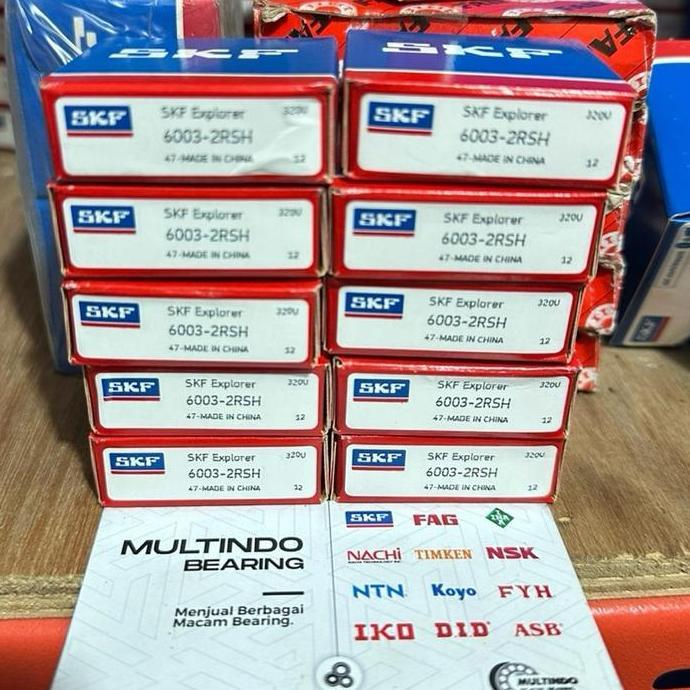 SKF
SKF
SKF
SKF Explorer
320U
6003-2RSH
47-MADE IN CHINA
12
SKF
SKF Explorer
320U
6003-2RSH
47-MADE IN CHINA
12
SKF
SKF Explorer
320U
6003-2RSH
47-MADE IN CHINA
12
SKF
SKF Explorer
320U
6003-2RSH
47-MADE IN CHINA
12
SKF
SKF Explorer
320U
6003-2RSH
47-MADE IN CHINA
12
SKF
SKF Explorer
320U
6003-2RSH
47-MADE IN CHINA
12
SKF
SKF Explorer
320U
6003-2RSH
47-MADE IN CHINA
12
SKF
SKF Explorer
320U
6003-2RSH
47-MADE IN CHINA
12
SKF
SKF Explorer
320U
6003-2RSH
47-MADE IN CHINA
12
SKF
SKF Explorer
320U
6003-2RSH
47-MADE IN CHINA
12
MULTINDO
BEARING
Menjual Berbagai
Macam Bearing.
SKF FAG INA
NACHI TIMKEN NSK
NTN Koyo FYH
IKO D.I.D ASB
MULTINDO